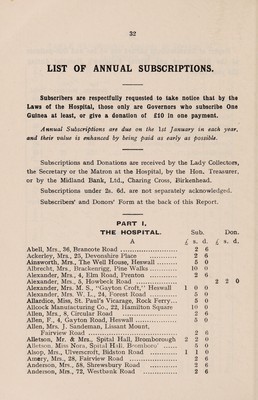 32
LIST OF ANNUAL SUBSCRIPTIONS.
Subscribers are respectfully requested to take notice that by the
Laws of the Hospital, those only are Governors who subscribe One
Guinea at least, or give a donation of £10 in one payment.
Annual Subscriptions are due on the 1st January in each year,
and their value is enhanced by being paid as early as possible.
Subscriptions and Donations are received by the Lady Collectors,
the Secretary or the Matron at the Hospital, by the Hon. Treasurer,
or by the Midland Bank, Ltd., Charing Cross, Birkenhead.
Subscriptions under 2s. 6d. are not separately acknowledged.
Subscribers' and Donors' Form at the back of this Report.
PART I.
THE HOSPITAL. Sub. Don.
A £ s. d. £ s. d.
Abell, Mrs., 36, Brancote Road ........................ 2 6
Ackerley, Mrs., 25, Devonshire Place ............... 2 6
Ainsworth, Mrs., The Well House, Heswall ...... 5 0
Albrecht, Mrs., Brackenrigg, Pine Walks ............ 10 0
Alexander, Mrs., 4, Elm Road, Prenton ............ 2 6
Alexander, Mrs., 5, Howbeck Road .................. 2 2 0
Alexander, Mrs. M. S., “Gayton Croft,” Heswall 1 0 0
Alexander, Mrs. W. L., 24, Forest Road ............ 5 0
Allardice, Miss, St. Paul's Vicarage, Rock Ferry... 5 0
Allcock Manufacturing Co., 22, Hamilton Square 10 0
Allen, Mrs., 8, Circular Road ........................ 2 6
Allen, F., 4, Gayton Road, Heswall .................. 5 0
Allen, Mrs. J. Sandeman, Lissant Mount,
Fairview Road .......................................... 2 6
Alletson, Mr. & Mrs., Spital Hall, Bromborough 2 2 0
Alletson, Miss Nora, Spital Hall, Bromboro' ...... 5 0
Alsop, Mrs., Ulverscroft, Bidston Road ............ 1 1 0
Amery, Mrs., 28, Fairview Road ..................... 2 6
Anderson, Mrs., 58, Shrewsbury Road ............ 2 6
Anderson, Mrs., 72, Westbank Road ............... 2 6